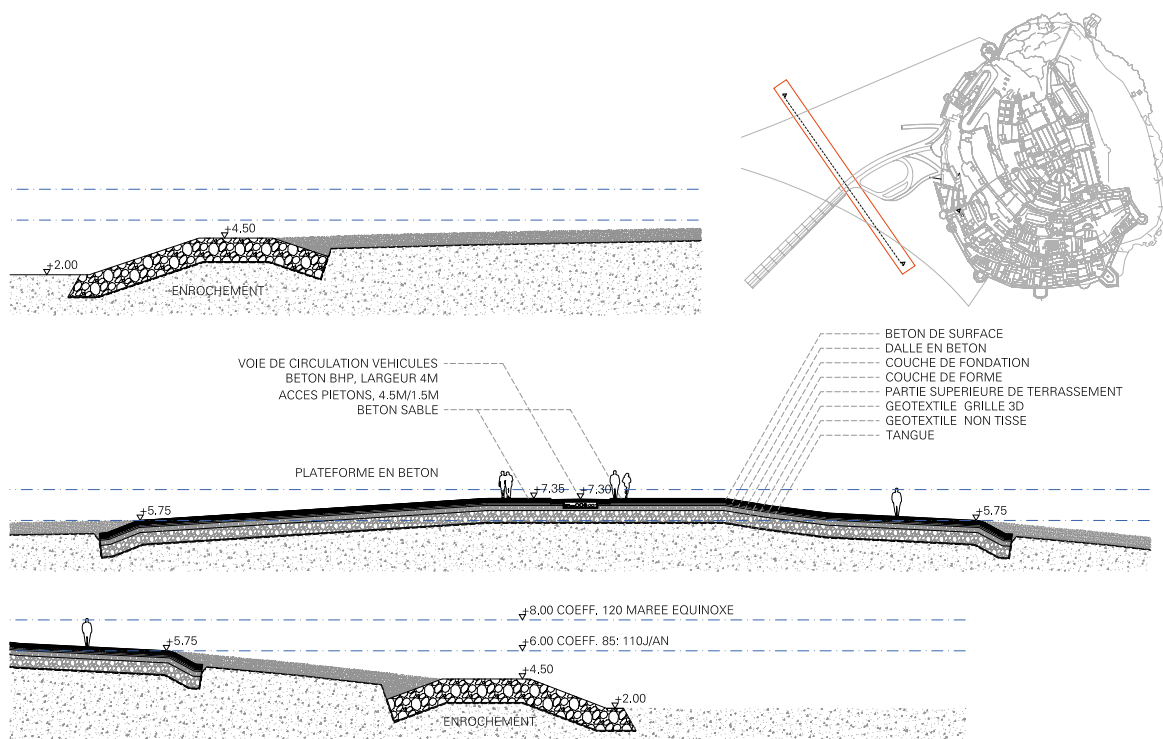 A
A
+4.50
+2.00
ENROCHEMENT
VOIE DE CIRCULATION VEHICULES
BETON BHP, LARGEUR 4M
ACCES PIETONS, 4.5M/1.5M
BETON SABLE
BETON DE SURFACE
DALLE EN BETON
COUCHE DE FONDATION
COUCHE DE FORME
PARTIE SUPERIEURE DE TERRASSEMENT
GEOTEXTILE GRILLE 3D
GEOTEXTILE NON TISSE
TANGUE
PLATEFORME EN BETON
+7.35
+7.30
+5.75
+5.75
+8.00 COEFF. 120 MAREE EQUINOXE
+6.00 COEFF. 85: 110J/AN
+5.75
+4.50
+2.00
ENROCHEMENT